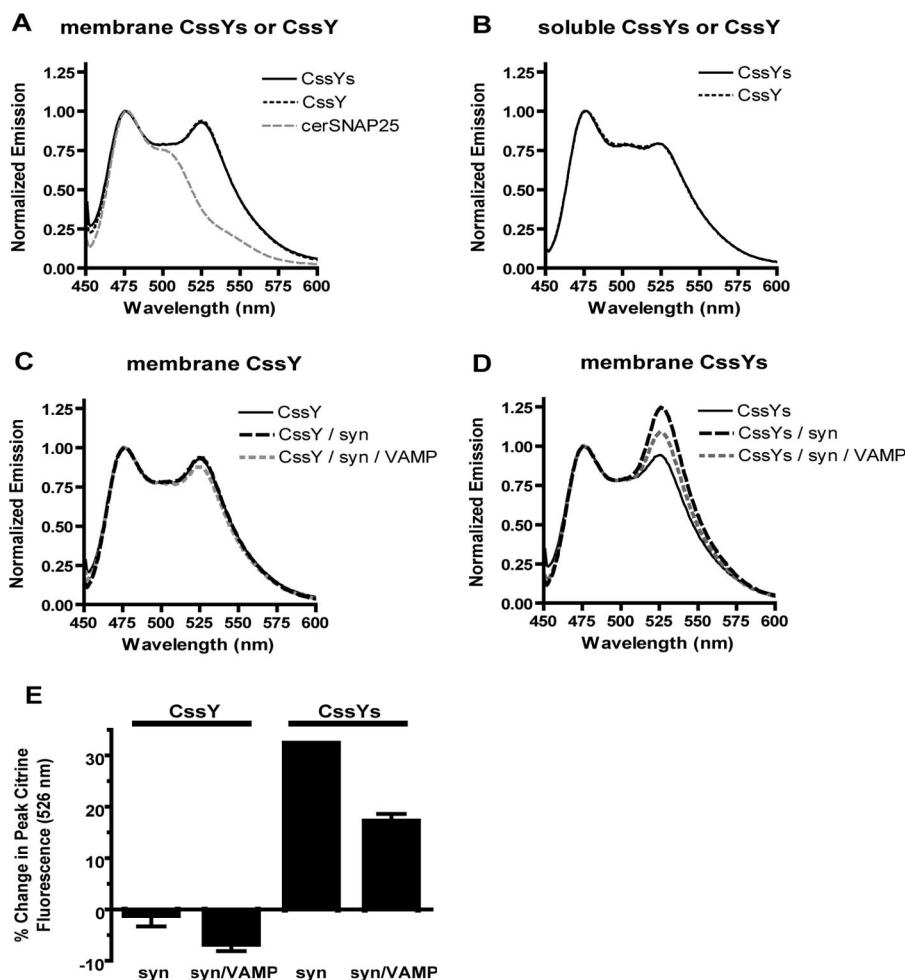 A membrane CssYs or CssY
Normalized Emission
1.25
1.00
0.75
0.50
0.25
0.00
450 475 500 525 550 575 600
Wavelength (nm)
CssYs
CssY
cerSNAP25
B soluble CssYs or CssY
Normalized Emission
1.25
1.00
0.75
0.50
0.25
0.00
450 475 500 525 550 575 600
Wavelength (nm)
CssYs
CssY
C membrane CssY
Normalized Emission
1.25
1.00
0.75
0.50
0.25
0.00
450 475 500 525 550 575 600
Wavelength (nm)
CssY
CssY / syn
CssY / syn / VAMP
D membrane CssYs
Normalized Emission
1.25
1.00
0.75
0.50
0.25
0.00
450 475 500 525 550 575 600
Wavelength (nm)
CssYs
CssYs / syn
CssYs / syn / VAMP
E
CssY CssYs
% Change in Peak Citrine
Fluorescence (526 nm)
30
20
10
0
-10
syn syn/VAMP syn syn/VAMP